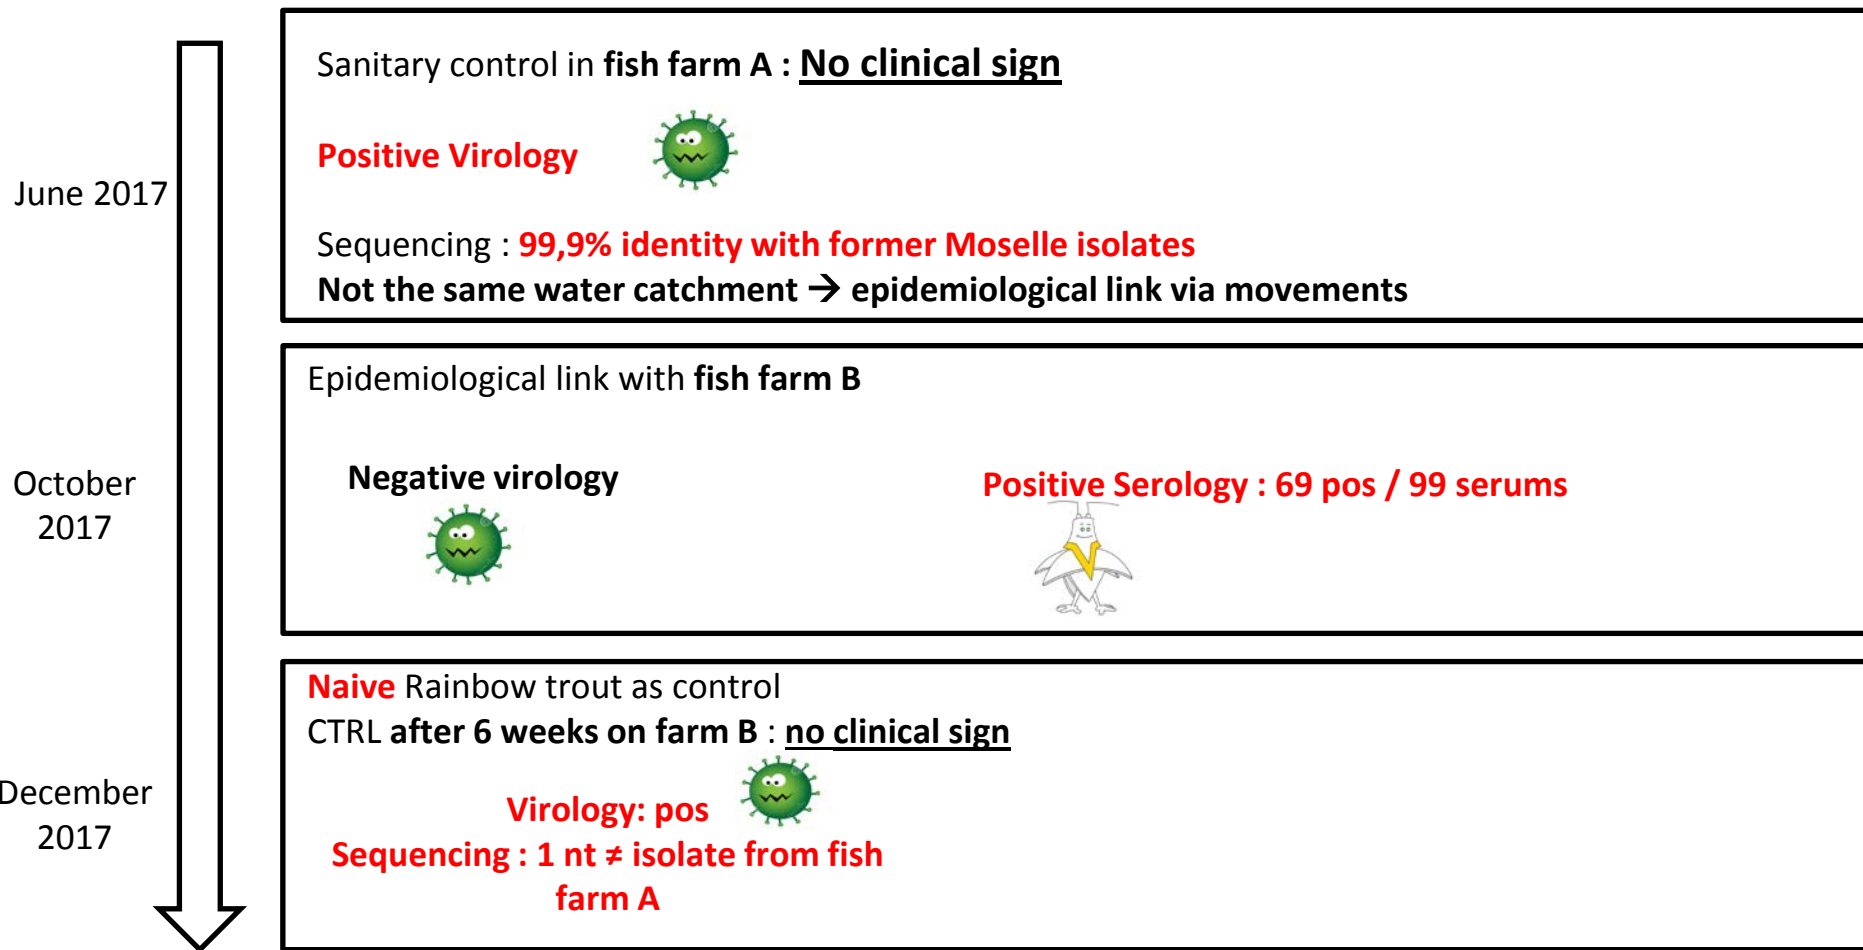 Sanitary control in fish farm A : No clinical sign
Positive Virology
June 2017
Sequencing : 99,9% identity with former Moselle isolates
Not the same water catchment → epidemiological link via movements
Epidemiological link with fish farm B
October
2017
Negative virology
Positive Serology : 69 pos / 99 serums
V
Naive Rainbow trout as control
CTRL after 6 weeks on farm B : no clinical sign
December
2017
Virology: pos
Sequencing : 1 nt ≠ isolate from fish
farm A